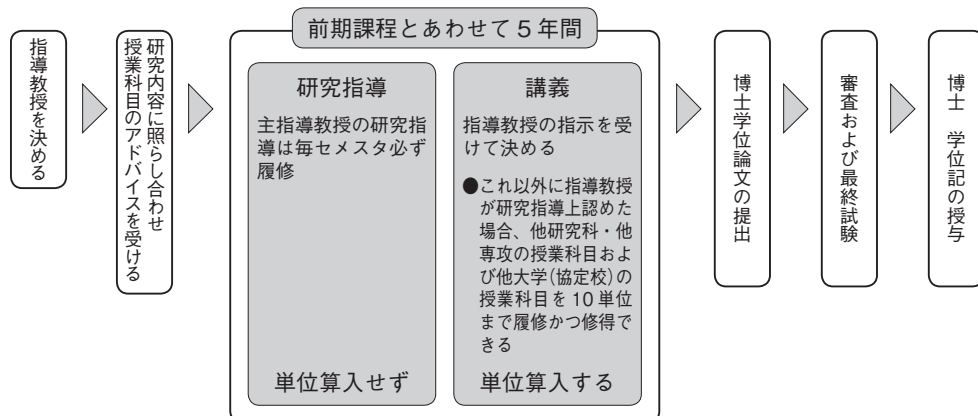 指導教授を決める
研究内容に照らし合わせ
授業科目のアドバイスを受ける
前期課程とあわせて5年間
研究指導
主指導教授の研究指
導は毎セメスタ必ず
履修
単位算入せず
講義
指導教授の指示を受
けて決める
●これ以外に指導教授
が研究指導上認めた
場合、他研究科・他
専攻の授業科目およ
び他大学(協定校)の
授業科目を10単位
まで履修かつ修得で
きる
単位算入する
博士学位論文の提出
審査および最終試験
博士 学位記の授与